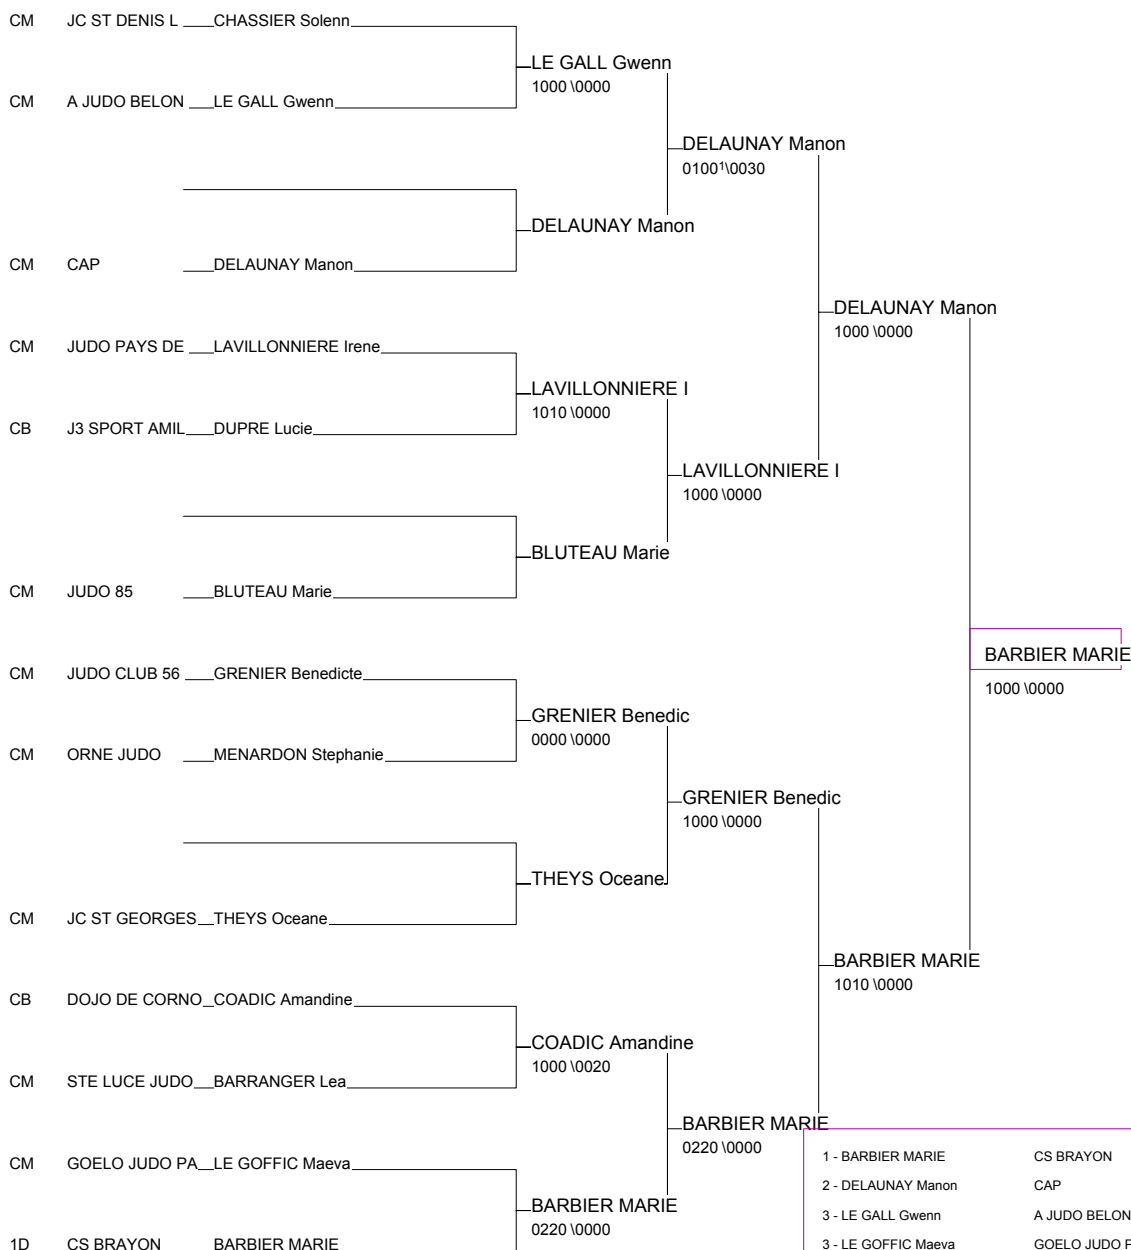 CM JC ST DENIS L CHASSIER Solenn
LE GALL Gwenn
1000 \0000
CM A JUDO BELON LE GALL Gwenn
DELAUNAY Manon
0100¹\0030
DELAUNAY Manon
CM CAP DELAUNAY Manon
DELAUNAY Manon
1000 \0000
CM JUDO PAYS DE LAVILLONNIERE Irene
LAVILLONNIERE I
1010 \0000
CB J3 SPORT AMIL DUPRE Lucie
LAVILLONNIERE I
1000 \0000
BLUTEAU Marie
CM JUDO 85 BLUTEAU Marie
BARBIER MARIE
1000 \0000
CM JUDO CLUB 56 GRENIER Benedicte
GRENIER Benedic
0000 \0000
CM ORNE JUDO MENARDON Stephanie
GRENIER Benedic
1000 \0000
THEYS Oceane
CM JC ST GEORGES THEYS Oceane
BARBIER MARIE
1010 \0000
CB DOJO DE CORNO COADIC Amandine
COADIC Amandine
1000 \0020
CM STE LUCE JUDO BARRANGER Lea
BARBIER MARIE
0220 \0000
CM GOELO JUDO PA LE GOFFIC Maeva
BARBIER MARIE
0220 \0000
1D CS BRAYON BARBIER MARIE
1 - BARBIER MARIE CS BRAYON
2 - DELAUNAY Manon CAP
3 - LE GALL Gwenn A JUDO BELON
3 - LE GOFFIC Maeva GOELO JUDO P